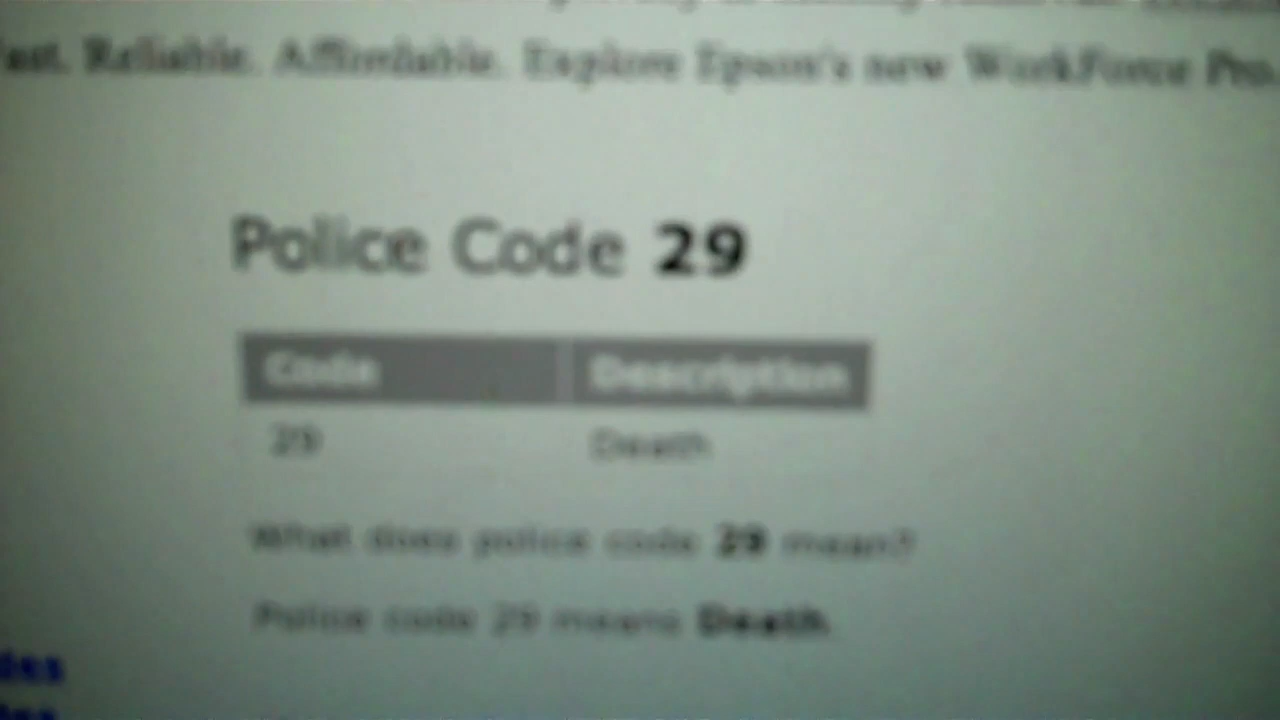 Fast. Reliable. Affordable. Explore Epson's new WorkForce Pro.
Police Code 29
Code Description
29 Death
What does police code 29 mean?
Police code 29 means Death.
des